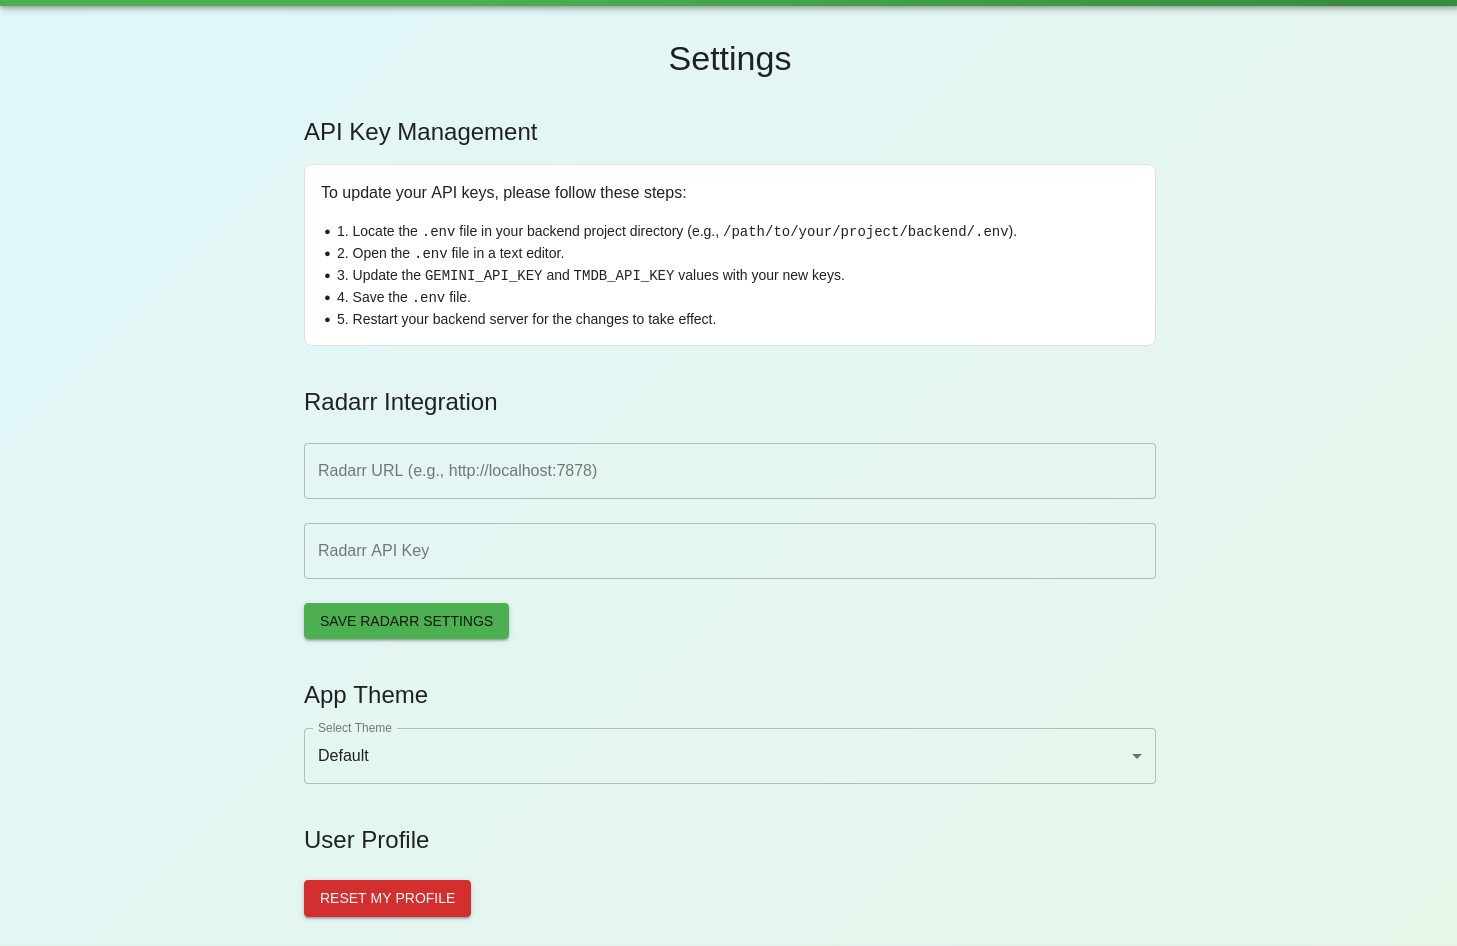 Settings
API Key Management
To update your API keys, please follow these steps:
• 1. Locate the .env file in your backend project directory (e.g., /path/to/your/project/backend/.env).
• 2. Open the .env file in a text editor.
• 3. Update the GEMINI_API_KEY and TMDB_API_KEY values with your new keys.
• 4. Save the .env file.
• 5. Restart your backend server for the changes to take effect.
Radarr Integration
Radarr URL (e.g., http://localhost:7878)
Radarr API Key
SAVE RADARR SETTINGS
App Theme
Select Theme
Default
User Profile
RESET MY PROFILE